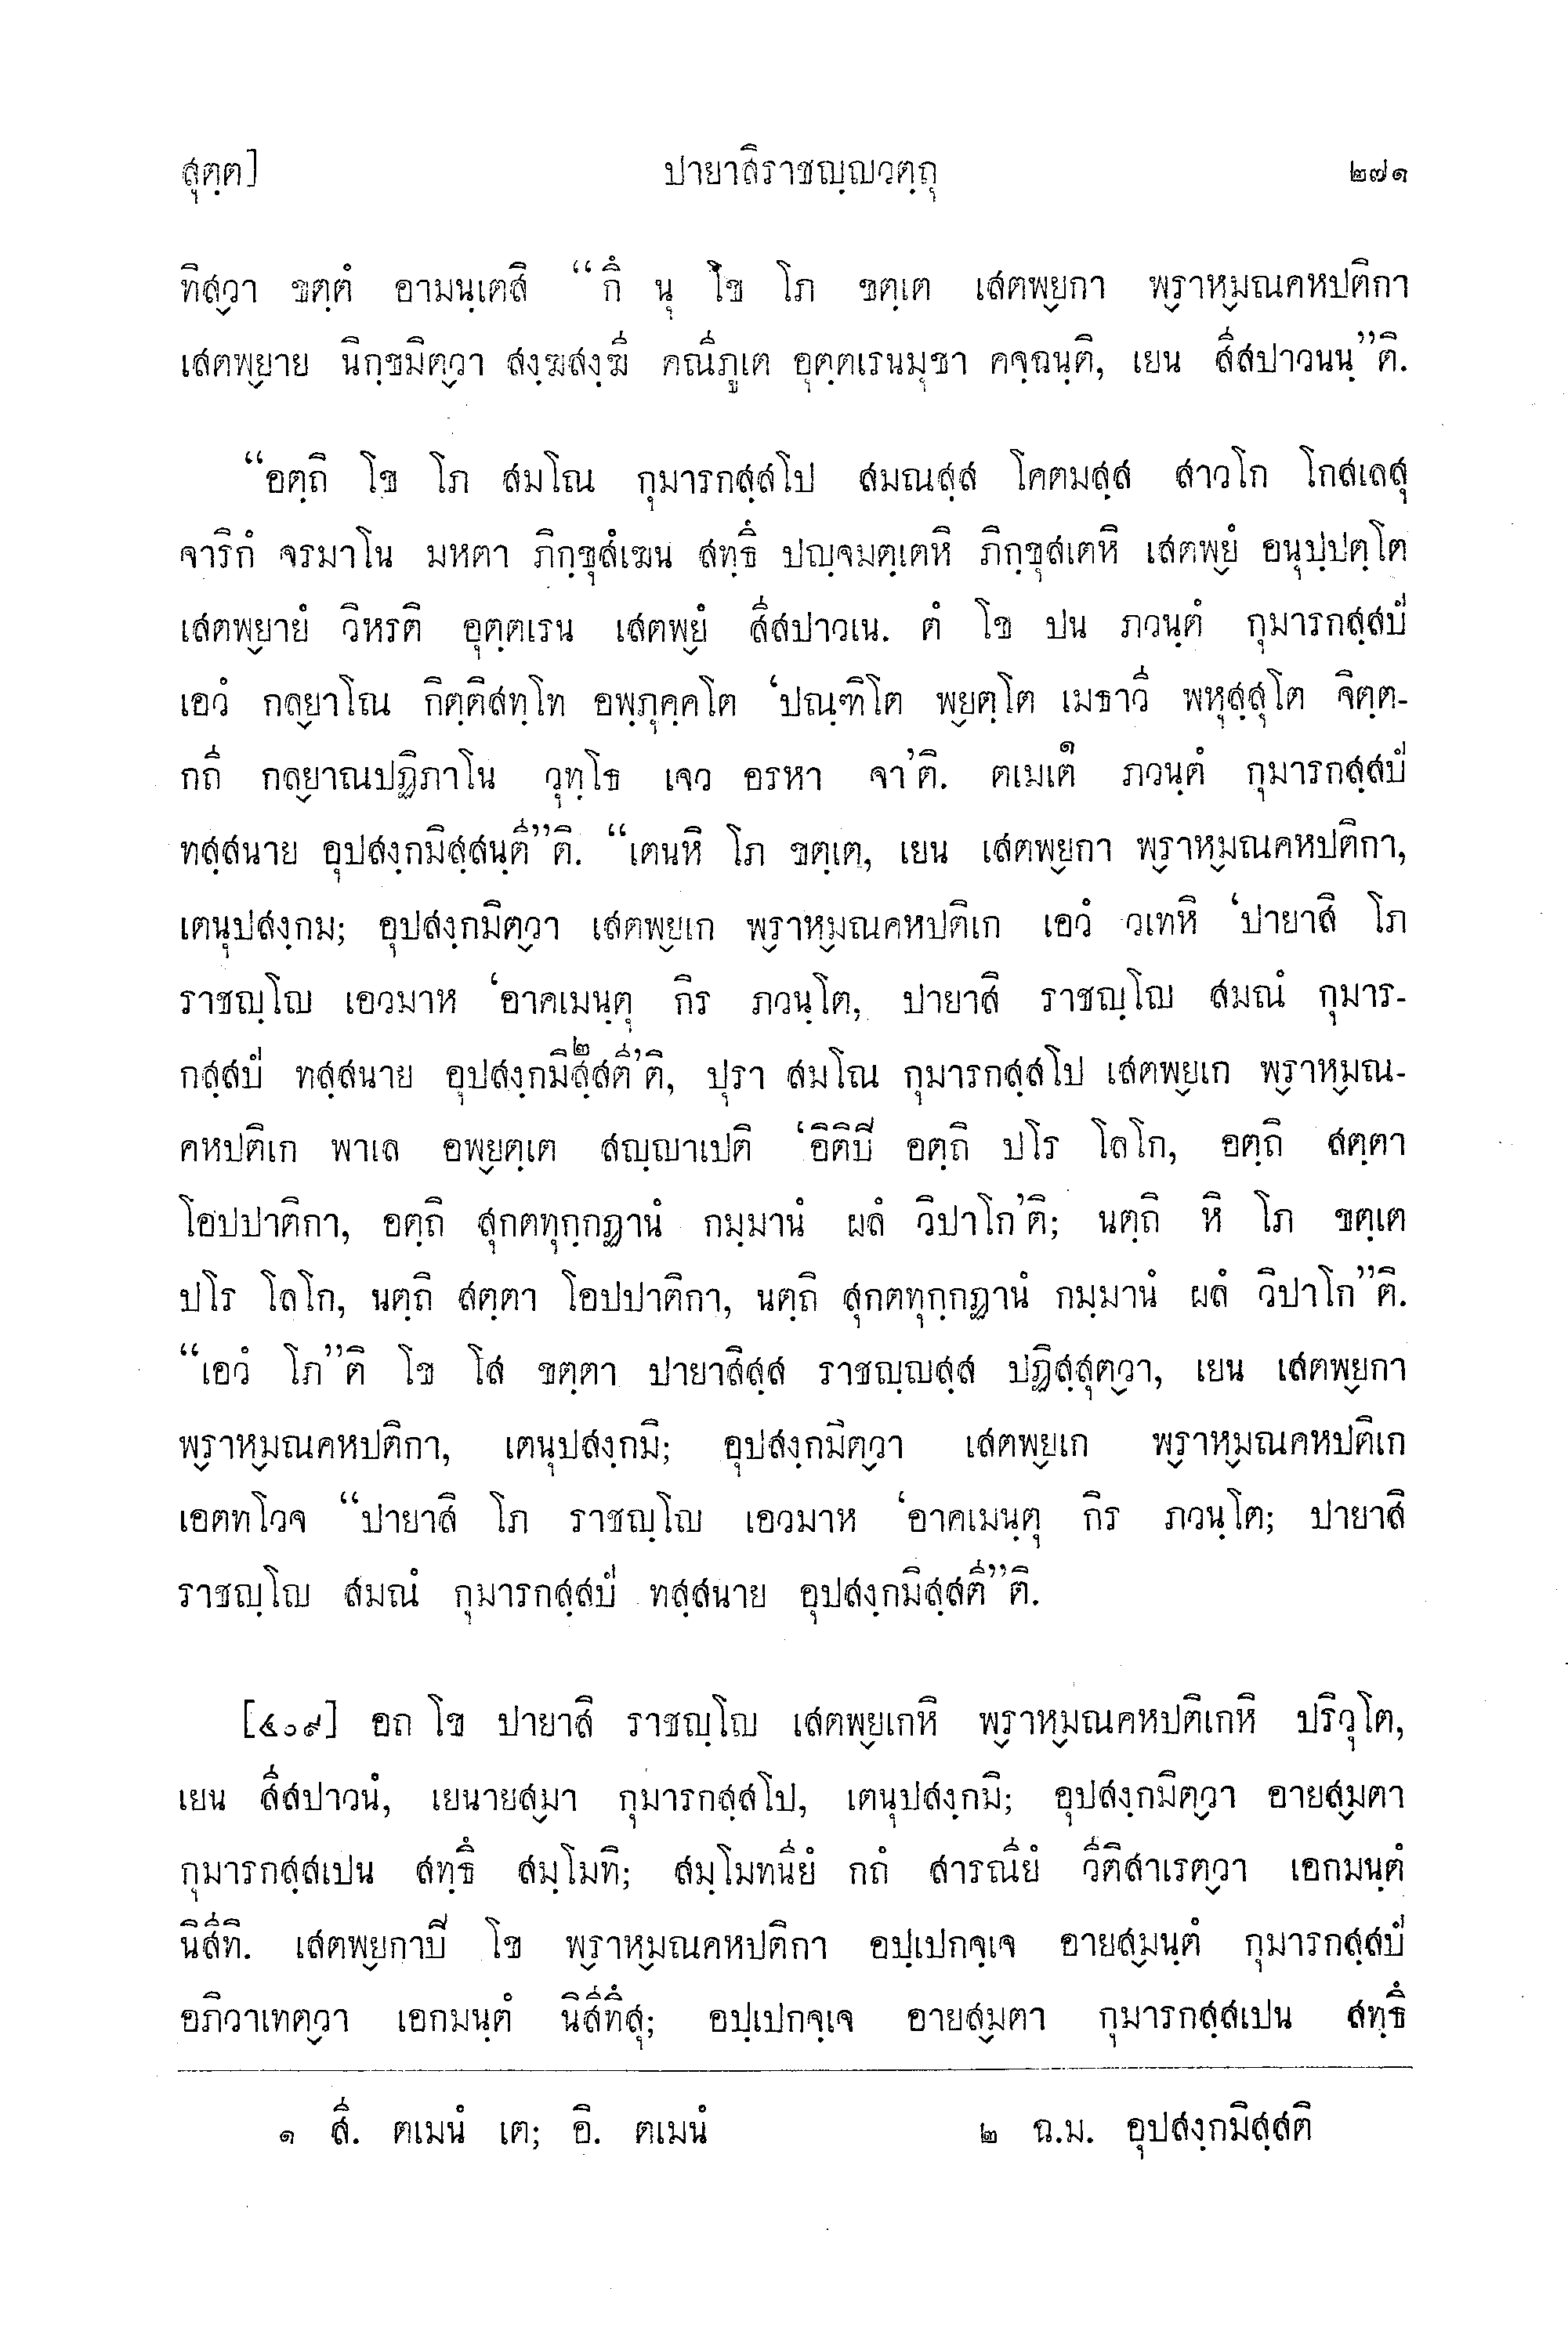 สุตฺต] ปายาสิราชญฺญวตฺถุ ๒๗๑
ทิสฺวา ขตฺตํ อามนฺเตสิ “กึ นุ โข โภ ขตฺเต เสตพฺยกา พฺราหฺมณคหปติกา
เสตพฺยาย นิกฺขมิตฺวา สงฺฆสงฺฆี คณีภูเต อุตฺตเรนมุขา คจฺฉนฺติ, เยน สีสปาวนนฺ”ติ.
“อตฺถิ โข โภ สมโณ กุมารกสฺสโป สมณสฺส โคตมสฺส สาวโก โกสเลสุ
จาริกํ จรมาโน มหตา ภิกฺขุสํเฆน สทฺธึ ปญฺจมตฺเตหิ ภิกฺขุสเตหิ เสตพฺยํ อนุปฺปตฺโต
เสตพฺยายํ วิหรติ อุตฺตเรน เสตพฺยํ สีสปาวเน. ตํ โข ปน ภวนฺตํ กุมารกสฺสปํ
เอวํ กลฺยาโณ กิตฺติสทฺโท อพฺภุคฺคโต ‘ปณฺฑิโต พฺยตฺโต เมธาวี พหุสฺสุโต จิตฺต-
กถี กลฺยาณปฏิภาโน วุทฺโธ เจว อรหา จา’ติ. ตเมเต๑ ภวนฺตํ กุมารกสฺสปํ
ทสฺสนาย อุปสงฺกมิสฺสนฺตี”ติ. “เตนหิ โภ ขตฺเต, เยน เสตพฺยกา พฺราหฺมณคหปติกา,
เตนุปสงฺกม; อุปสงฺกมิตฺวา เสตพฺยเก พฺราหฺมณคหปติเก เอวํ วเทหิ ‘ปายาสิ โภ
ราชญฺโญ เอวมาห ‘อาคเมนฺตุ กิร ภวนฺโต, ปายาสิ ราชญฺโญ สมณํ กุมาร-
กสฺสปํ ทสฺสนาย อุปสงฺกมิสฺสตี๒’ติ, ปุรา สมโณ กุมารกสฺสโป เสตพฺยเก พฺราหฺมณ-
คหปติเก พาเล อพฺยตฺเต สญฺญาเปติ ‘อิติปิ อตฺถิ ปโร โลโก, อตฺถิ สตฺตา
โอปปาติกา, อตฺถิ สุกตทุกฺกฏานํ กมฺมานํ ผลํ วิปาโก’ติ; นตฺถิ หิ โภ ขตฺเต
ปโร โลโก, นตฺถิ สตฺตา โอปปาติกา, นตฺถิ สุกตทุกฺกฏานํ กมฺมานํ ผลํ วิปาโก”ติ.
“เอวํ โภ”ติ โข โส ขตฺตา ปายาสิสฺส ราชญฺญสฺส ปฏิสฺสุตฺวา, เยน เสตพฺยกา
พฺราหฺมณคหปติกา, เตนุปสงฺกมิ; อุปสงฺกมิตฺวา เสตพฺยเก พฺราหฺมณคหปติเก
เอตทโวจ “ปายาสิ โภ ราชญฺโญ เอวมาห ‘อาคเมนฺตุ กิร ภวนฺโต; ปายาสิ
ราชญฺโญ สมณํ กุมารกสฺสปํ ทสฺสนาย อุปสงฺกมิสฺสตี”ติ.
[๔๐๙] อถ โข ปายาสิ ราชญฺโญ เสตพฺยเกหิ พฺราหฺมณคหปติเกหิ ปริวุโต,
เยน สีสปาวนํ, เยนายสฺมา กุมารกสฺสโป, เตนุปสงฺกมิ; อุปสงฺกมิตฺวา อายสฺมตา
กุมารกสฺสเปน สทฺธึ สมฺโมทิ; สมฺโมทนียํ กถํ สารณียํ วีติสาเรตฺวา เอกมนฺตํ
นิสีทิ. เสตพฺยกาปิ โข พฺราหฺมณคหปติกา อปฺเปกจฺเจ อายสฺมนฺตํ กุมารกสฺสปํ
อภิวาเทตฺวา เอกมนฺตํ นิสีทึสุ; อปฺเปกจฺเจ อายสฺมตา กุมารกสฺสเปน สทฺธึ
๑ สี. ตเมนํ เต; อิ. ตเมนํ ๒ ฉ.ม. อุปสงฺกมิสฺสติ